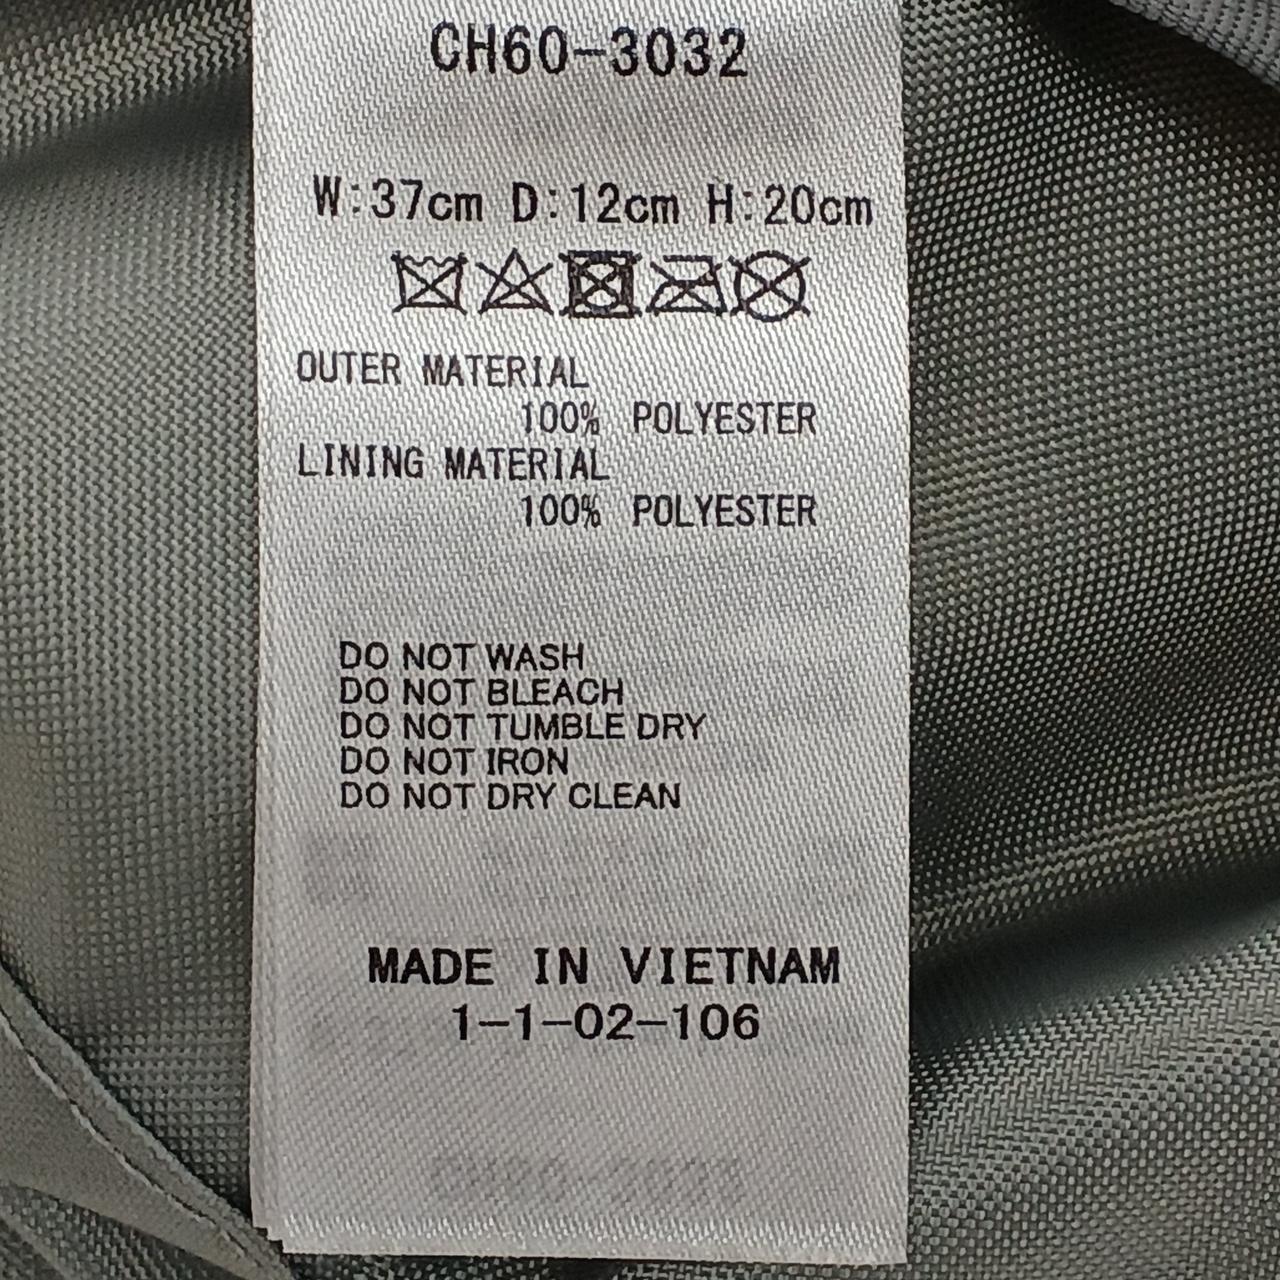 CH60-3032
W:37cm D:12cm H:20cm
OUTER MATERIAL
100% POLYESTER
LINING MATERIAL
100% POLYESTER
DO NOT WASH
DO NOT BLEACH
DO NOT TUMBLE DRY
DO NOT IRON
DO NOT DRY CLEAN
MADE IN VIETNAM
1-1-02-106